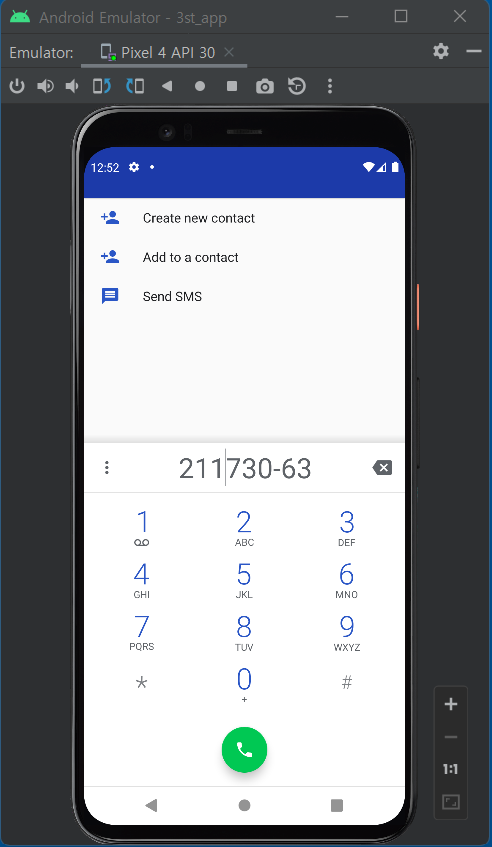 Android Emulator - 3st_app
Emulator: Pixel 4 API 30
12:52
Create new contact
Add to a contact
Send SMS
211730-63
1 2 3
ABC DEF
4 5 6
GHI JKL MNO
7 8 9
PQRS TUV WXYZ
* 0 #
+
1:1